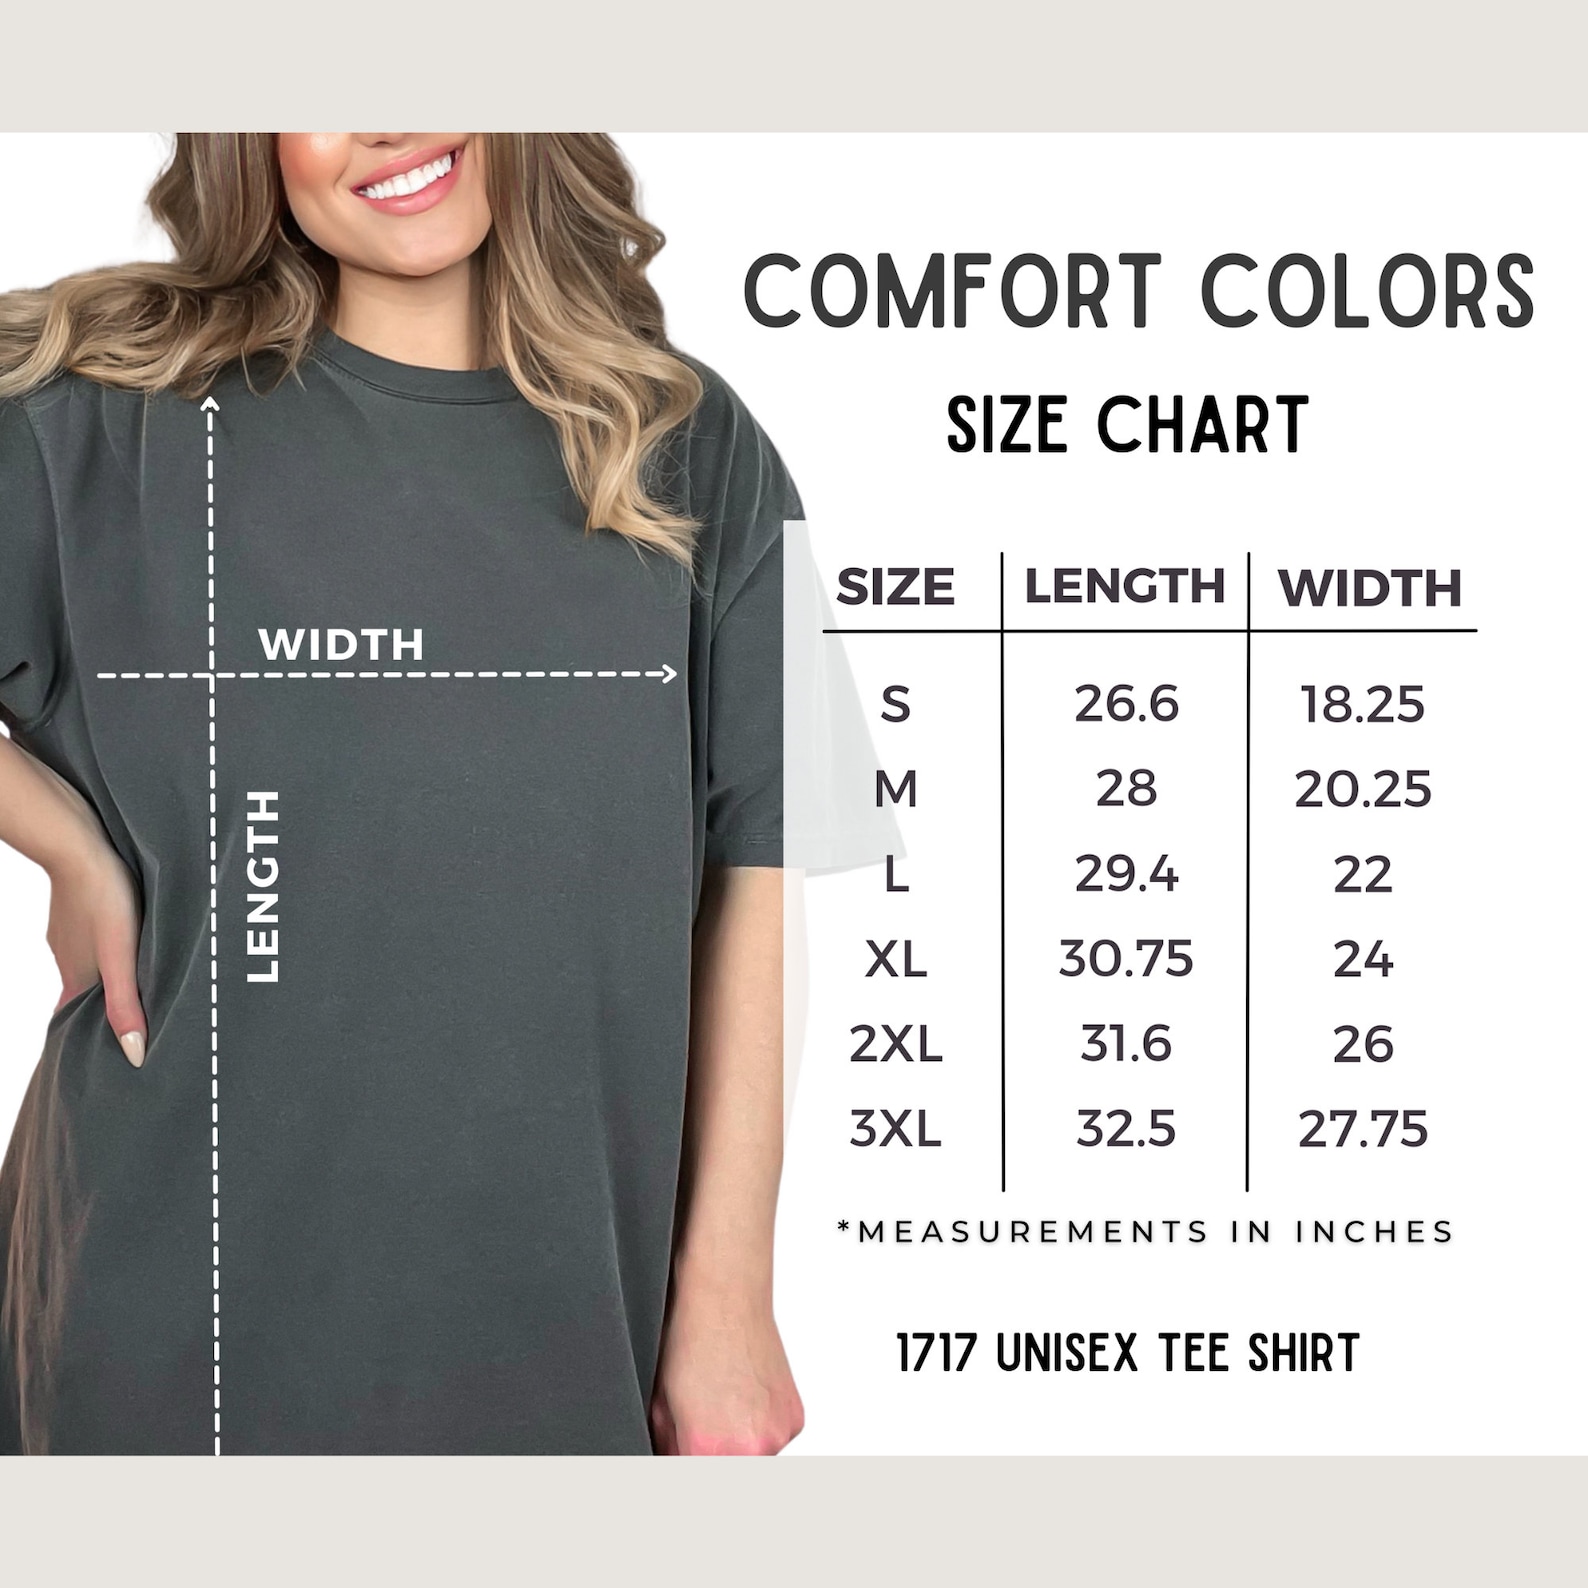 COMFORT COLORS
SIZE CHART
WIDTH
LENGTH
SIZE LENGTH WIDTH
S 26.6 18.25
M 28 20.25
L 29.4 22
XL 30.75 24
2XL 31.6 26
3XL 32.5 27.75
*MEASUREMENTS IN INCHES
1717 UNISEX TEE SHIRT